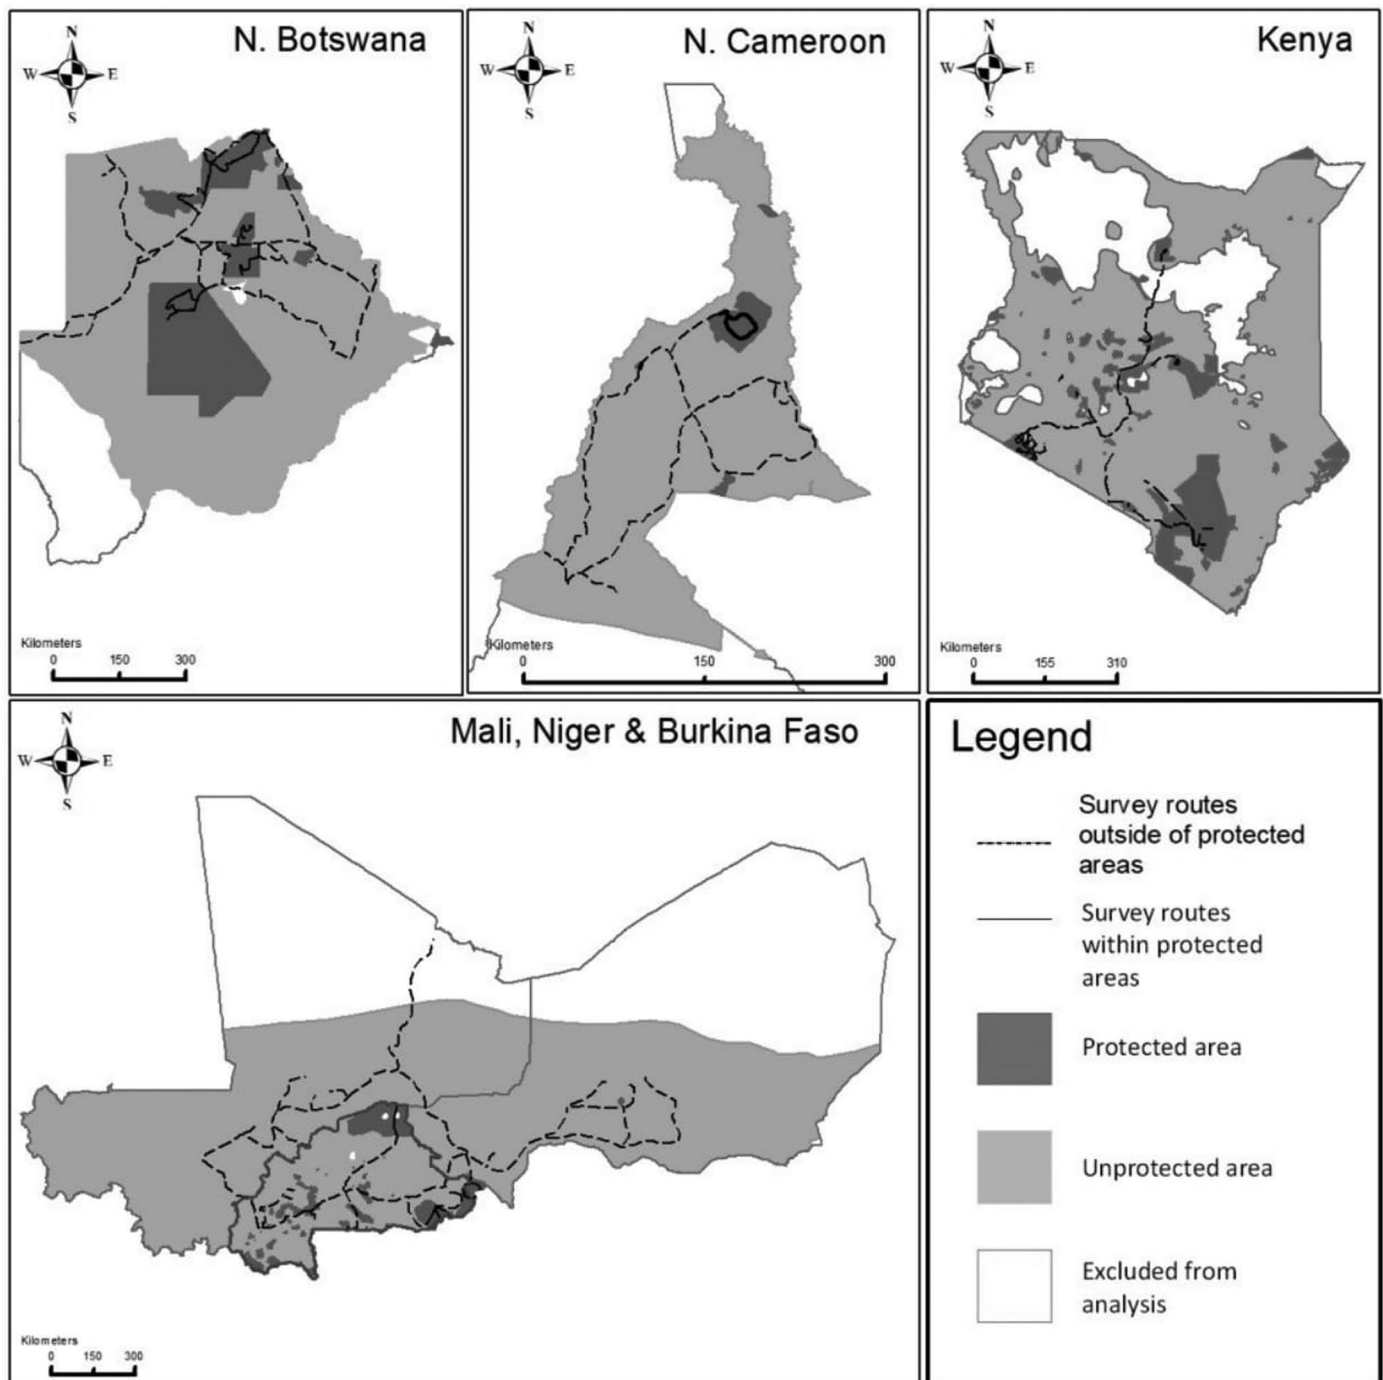 N. Botswana
N
W E
S
Kilometers
0 150 300
N. Cameroon
N
W E
S
Kilometers
0 150 300
Kenya
N
W E
S
Kilometers
0 155 310
Mali, Niger & Burkina Faso
N
W E
S
Kilometers
0 150 300
Legend
Survey routes
outside of protected
areas
Survey routes
within protected
areas
Protected area
Unprotected area
Excluded from
analysis